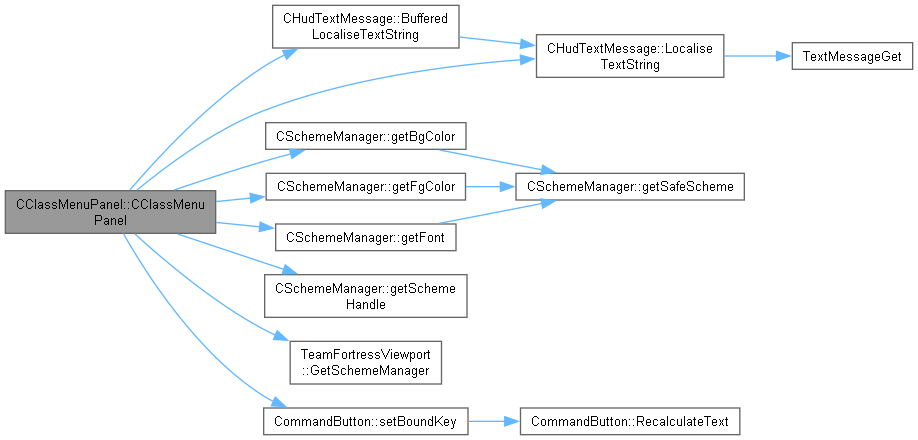 CHudTextMessage::Buffered
LocaliseTextString
CHudTextMessage::Localise
TextString
TextMessageGet
CSchemeManager::getBgColor
CSchemeManager::getFgColor
CSchemeManager::getSafeScheme
CClassMenuPanel::CClassMenu
Panel
CSchemeManager::getFont
CSchemeManager::getScheme
Handle
TeamFortressViewport
::GetSchemeManager
CommandButton::setBoundKey
CommandButton::RecalculateText